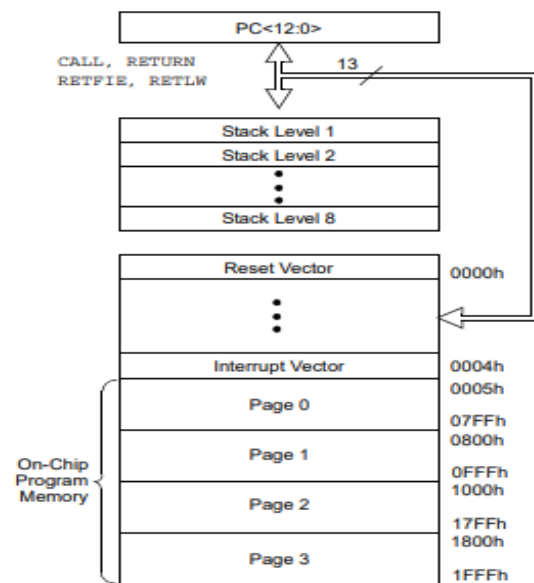 PC<12:0>
CALL, RETURN
RETFIE, RETLW
13
Stack Level 1
Stack Level 2
Stack Level 8
Reset Vector
0000h
Interrupt Vector
0004h
On-Chip
Program
Memory
Page 0
0005h
07FFh
Page 1
0800h
0FFFh
Page 2
1000h
17FFh
Page 3
1800h
1FFFh